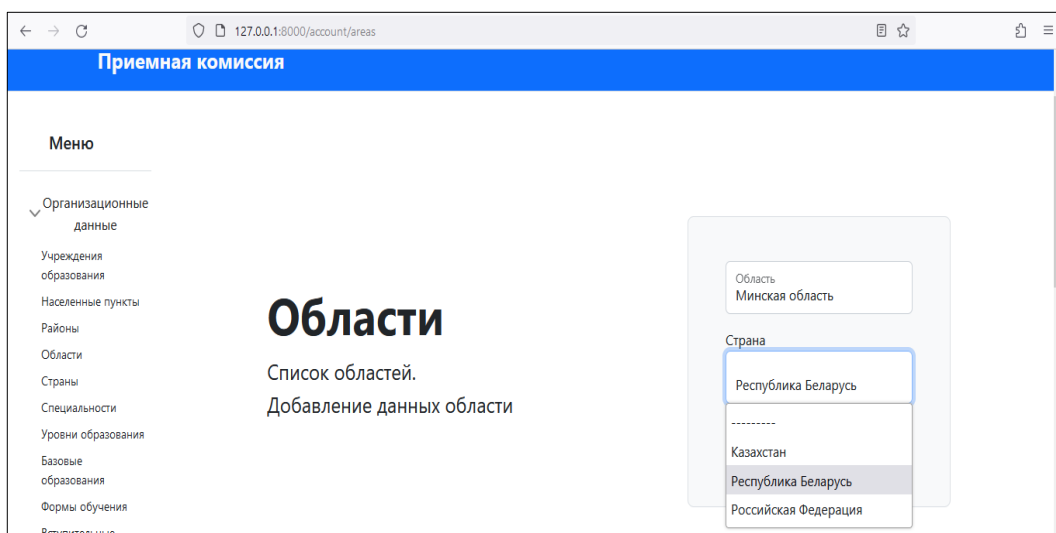 127.0.0.1:8000/account/areas
Приемная комиссия
Меню
Организационные
данные
Учреждения
образования
Населенные пункты
Районы
Области
Страны
Специальности
Уровни образования
Базовые
образования
Формы обучения
Вступительные
Области
Список областей.
Добавление данных области
Область
Минская область
Страна
Республика Беларусь
---------
Казахстан
Республика Беларусь
Российская Федерация